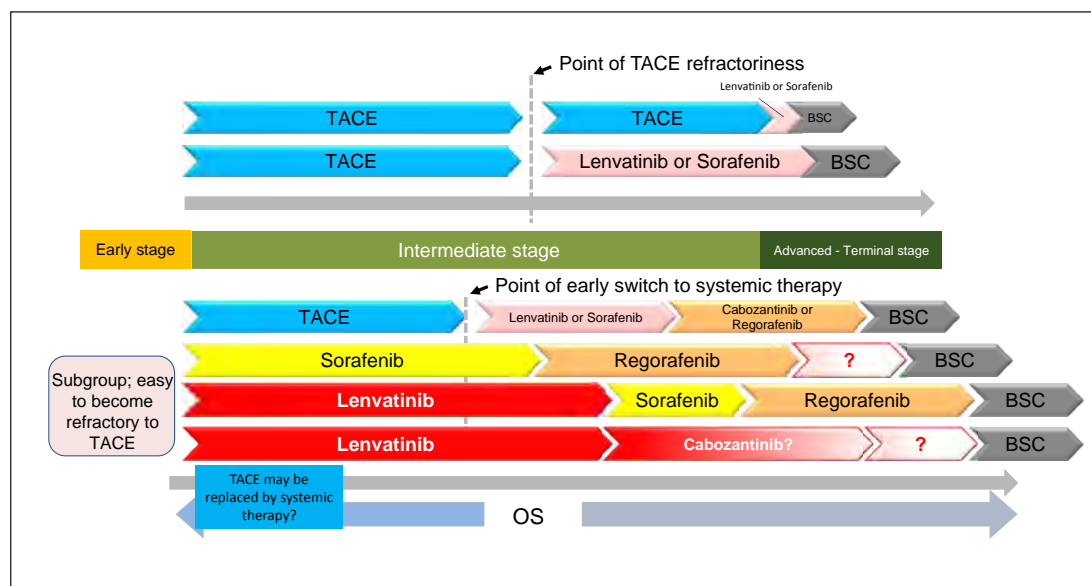 Point of TACE refractoriness
Lenvatinib or Sorafenib
TACE
TACE
BSC
TACE
Lenvatinib or Sorafenib
BSC
Early stage
Intermediate stage
Advanced - Terminal stage
Point of early switch to systemic therapy
TACE
Lenvatinib or Sorafenib
Cabozantinib or
Regorafenib
BSC
Sorafenib
Regorafenib
?
BSC
Subgroup; easy
to become
refractory to
TACE
Lenvatinib
Sorafenib
Regorafenib
BSC
Lenvatinib
Cabozantinib?
?
BSC
TACE may be
replaced by systemic
therapy?
OS